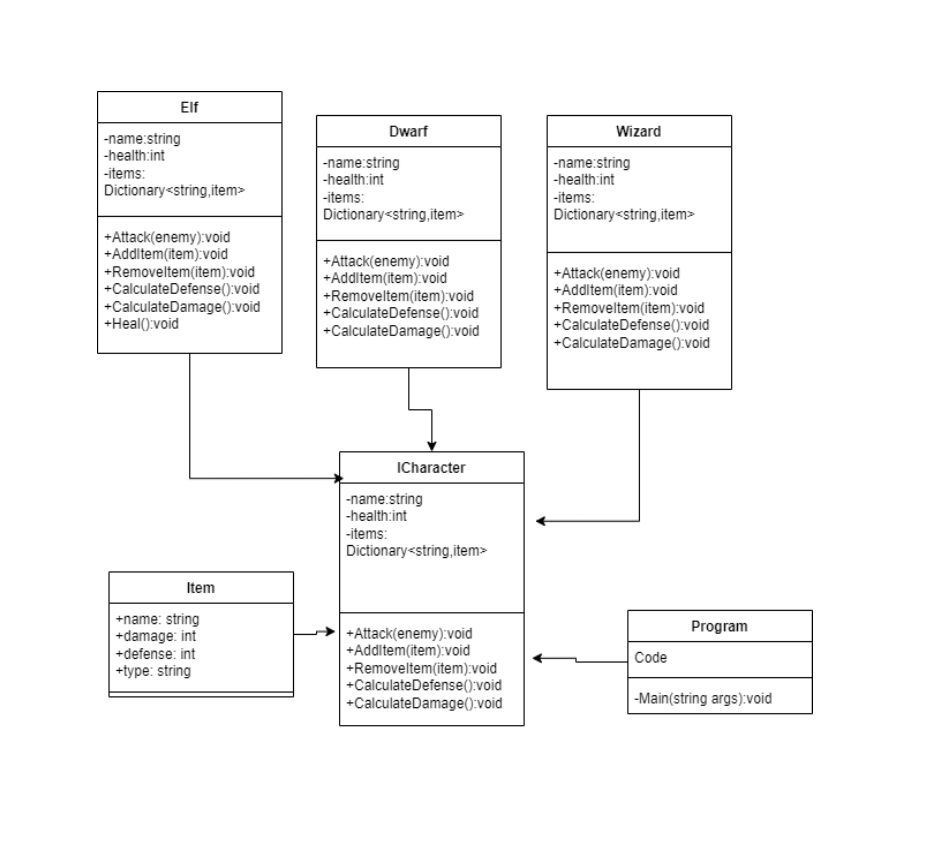 Elf
-name:string
-health:int
-items:
Dictionary<string,item>
+Attack(enemy):void
+AddItem(item):void
+RemoveItem(item):void
+CalculateDefense():void
+CalculateDamage():void
+Heal():void
Dwarf
-name:string
-health:int
-items:
Dictionary<string,item>
+Attack(enemy):void
+AddItem(item):void
+RemoveItem(item):void
+CalculateDefense():void
+CalculateDamage():void
Wizard
-name:string
-health:int
-items:
Dictionary<string,item>
+Attack(enemy):void
+AddItem(item):void
+RemoveItem(item):void
+CalculateDefense():void
+CalculateDamage():void
ICharacter
-name:string
-health:int
-items:
Dictionary<string,item>
+Attack(enemy):void
+AddItem(item):void
+RemoveItem(item):void
+CalculateDefense():void
+CalculateDamage():void
Item
+name: string
+damage: int
+defense: int
+type: string
Program
Code
-Main(string args):void